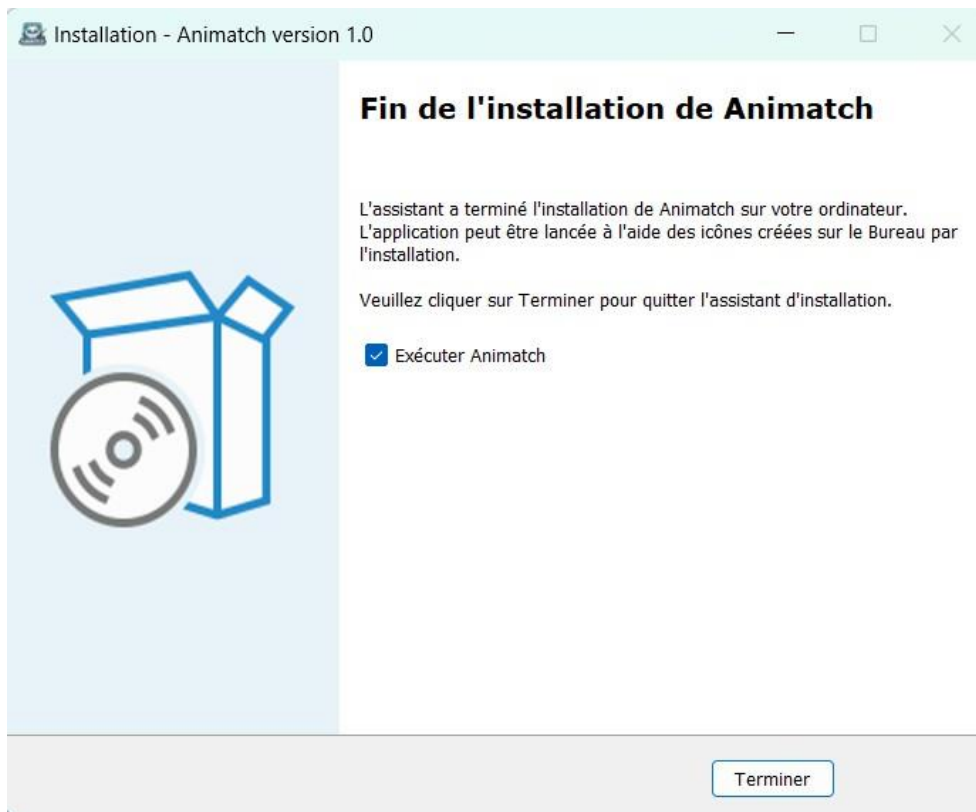 Installation - Animatch version 1.0
Fin de l'installation de Animatch
L'assistant a terminé l'installation de Animatch sur votre ordinateur.
L'application peut être lancée à l'aide des icônes créées sur le Bureau par
l'installation.
Veuillez cliquer sur Terminer pour quitter l'assistant d'installation.
Exécuter Animatch
Terminer